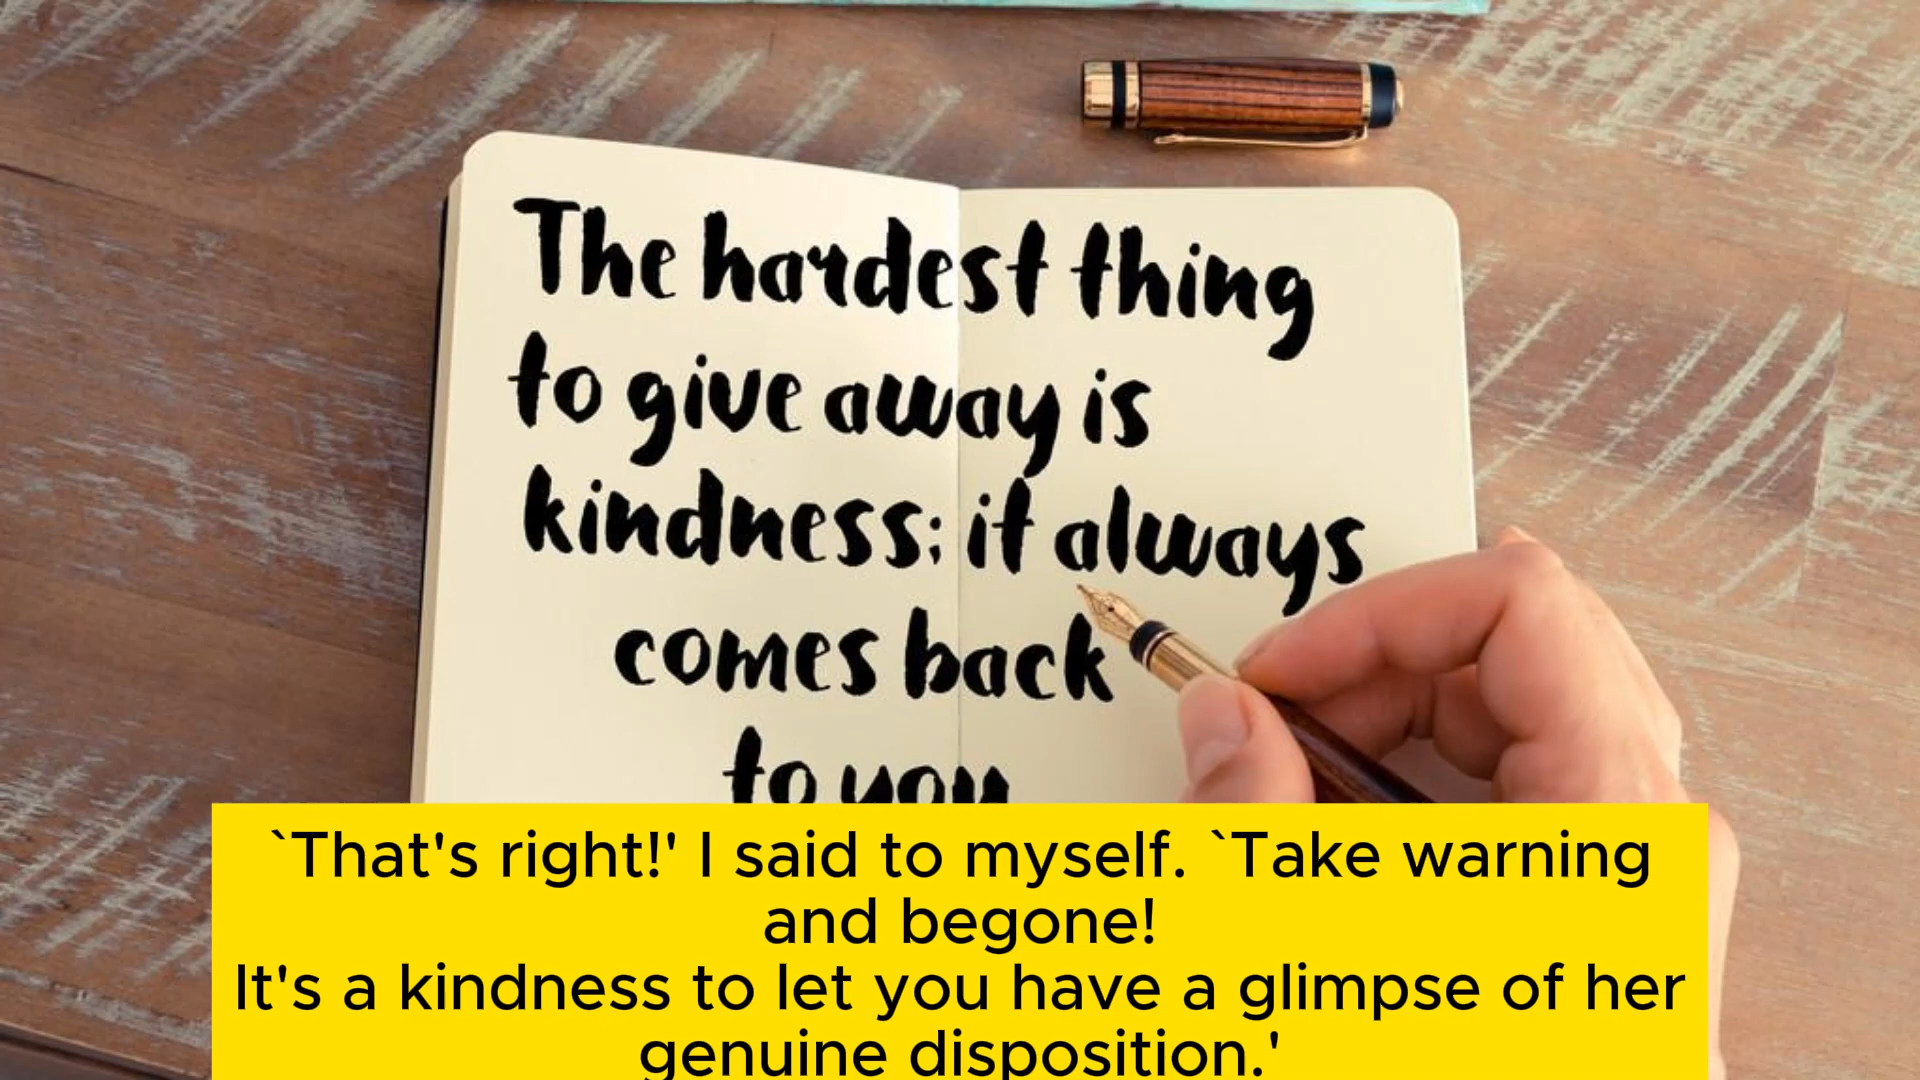 The hardest thing
to give away is
kindness; it always
comes back
to you
`That's right!' I said to myself. `Take warning
and begone!
It's a kindness to let you have a glimpse of her
genuine disposition.'